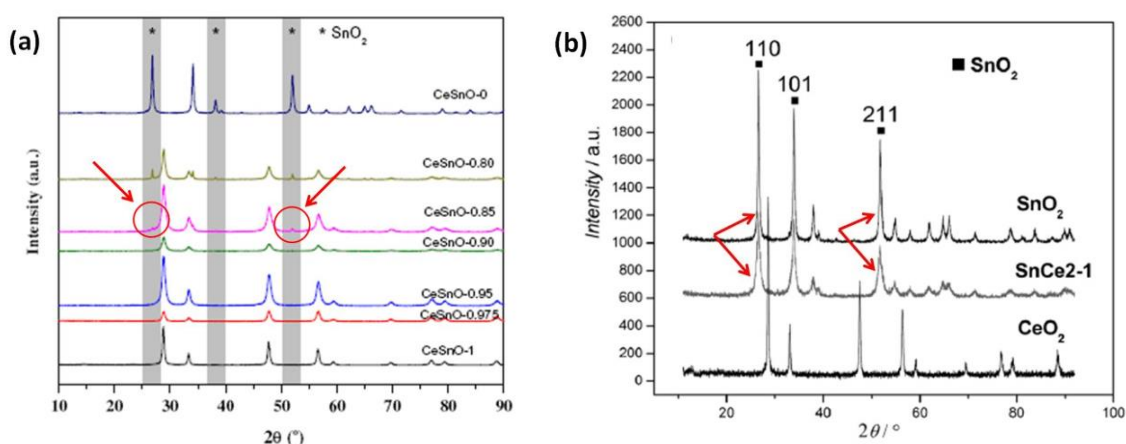 (a)
* * * * SnO₂
CeSnO-0
CeSnO-0.80
CeSnO-0.85
CeSnO-0.90
CeSnO-0.95
CeSnO-0.975
CeSnO-1
Intensity (a.u.)
10 20 30 40 50 60 70 80 90
2θ (°)
(b)
2600
2400
2200
2000
1800
1600
1400
1200
1000
800
600
400
200
0
Intensity / a.u.
110
■ SnO₂
101
211
SnO₂
SnCe2-1
CeO₂
20 40 60 80 100
2θ / °